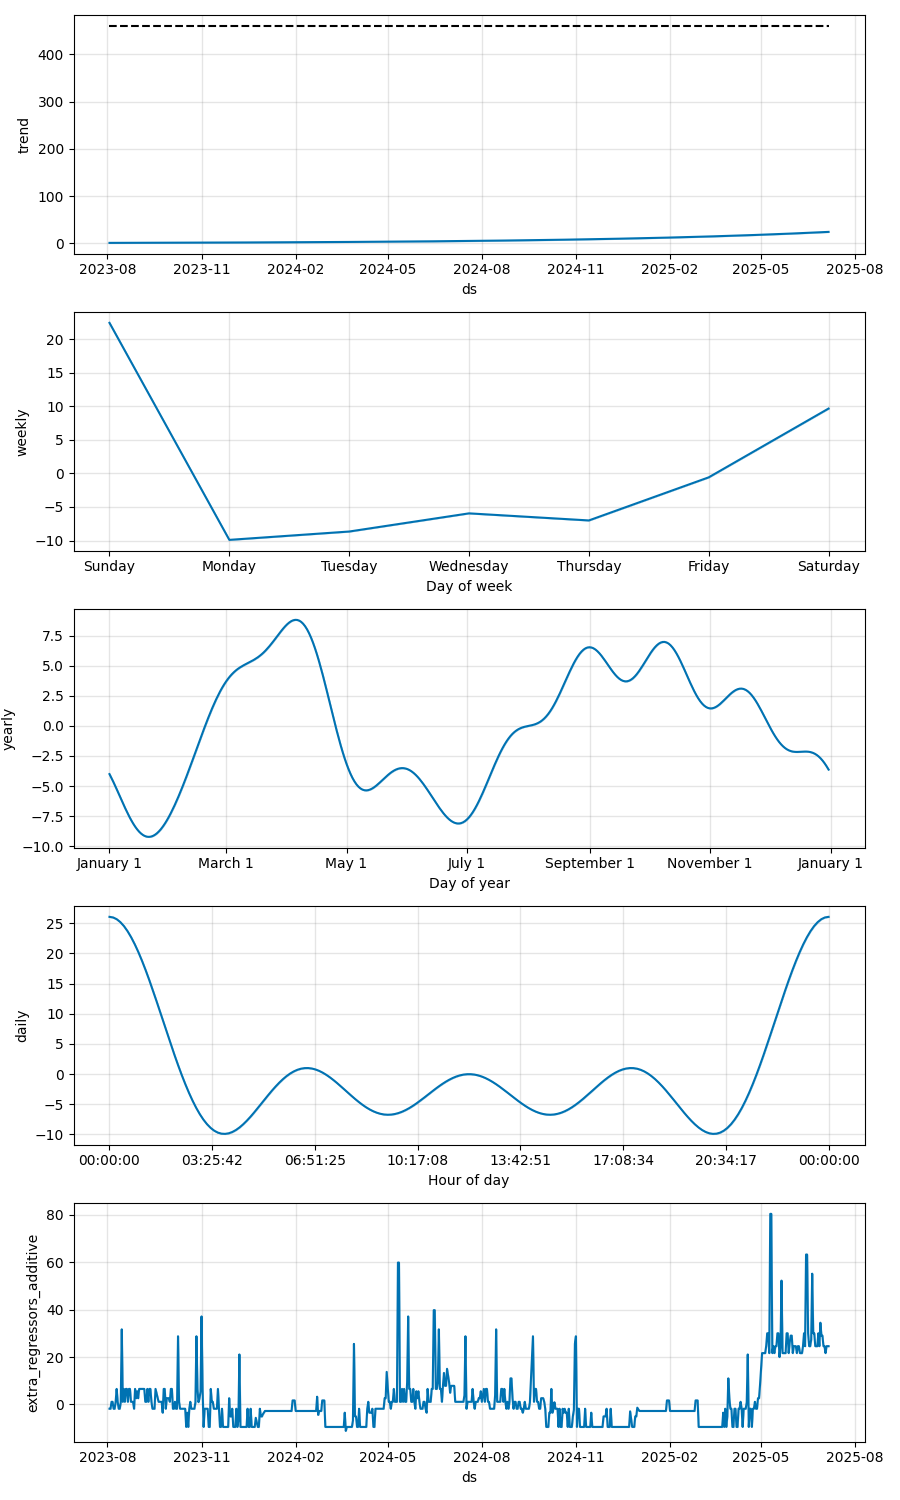 400
300
200
100
0
trend
2023-08 2023-11 2024-02 2024-05 2024-08 2024-11 2025-02 2025-05 2025-08
ds
20
15
10
5
0
−5
−10
weekly
Sunday Monday Tuesday Wednesday Thursday Friday Saturday
Day of week
7.5
5.0
2.5
0.0
−2.5
−5.0
−7.5
−10.0
yearly
January 1 March 1 May 1 July 1 September 1 November 1 January 1
Day of year
25
20
15
10
5
0
−5
−10
daily
00:00:00 03:25:42 06:51:25 10:17:08 13:42:51 17:08:34 20:34:17 00:00:00
Hour of day
80
60
40
20
0
extra_regressors_additive
2023-08 2023-11 2024-02 2024-05 2024-08 2024-11 2025-02 2025-05 2025-08
ds